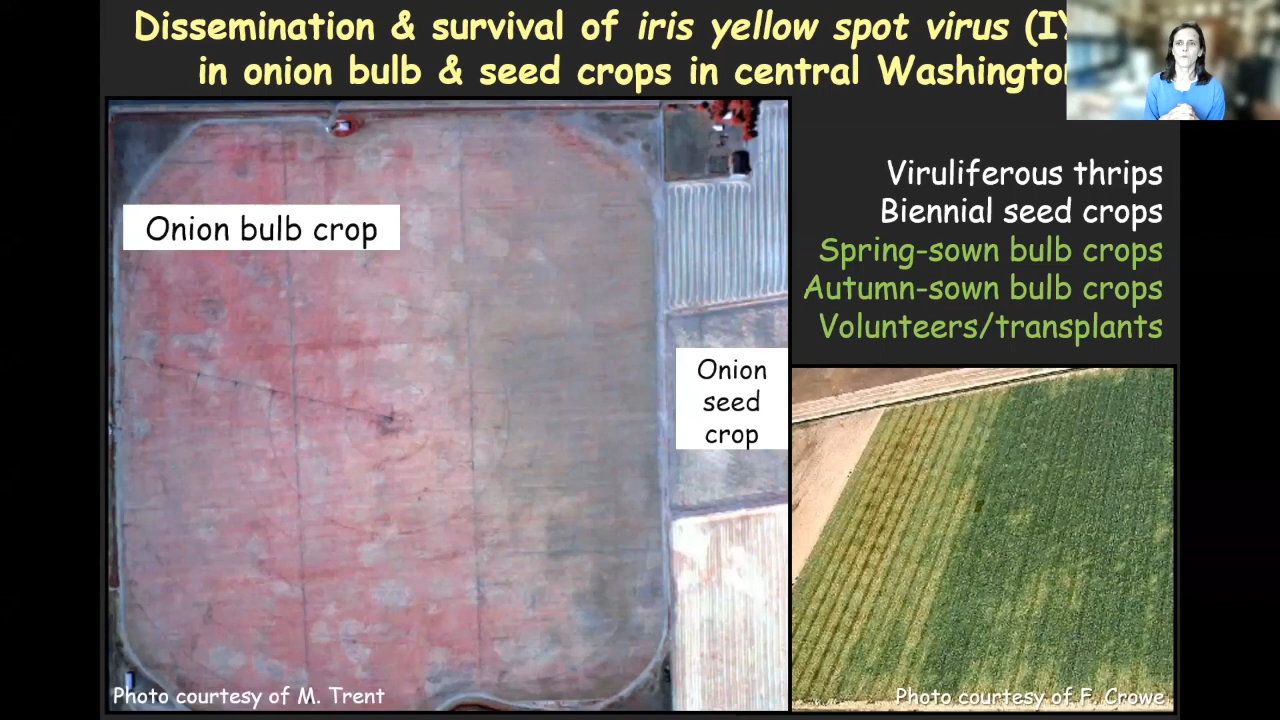 Dissemination & survival of iris yellow spot virus
in onion bulb & seed crops in central
Viruliferous thrips
Biennial seed crops
Spring-sown bulb crops
Autumn-sown bulb crops
Volunteers/transplants
Onion bulb crop
Onion
seed
crop
Photo courtesy of M. Trent
Photo courtesy of F. Crowe